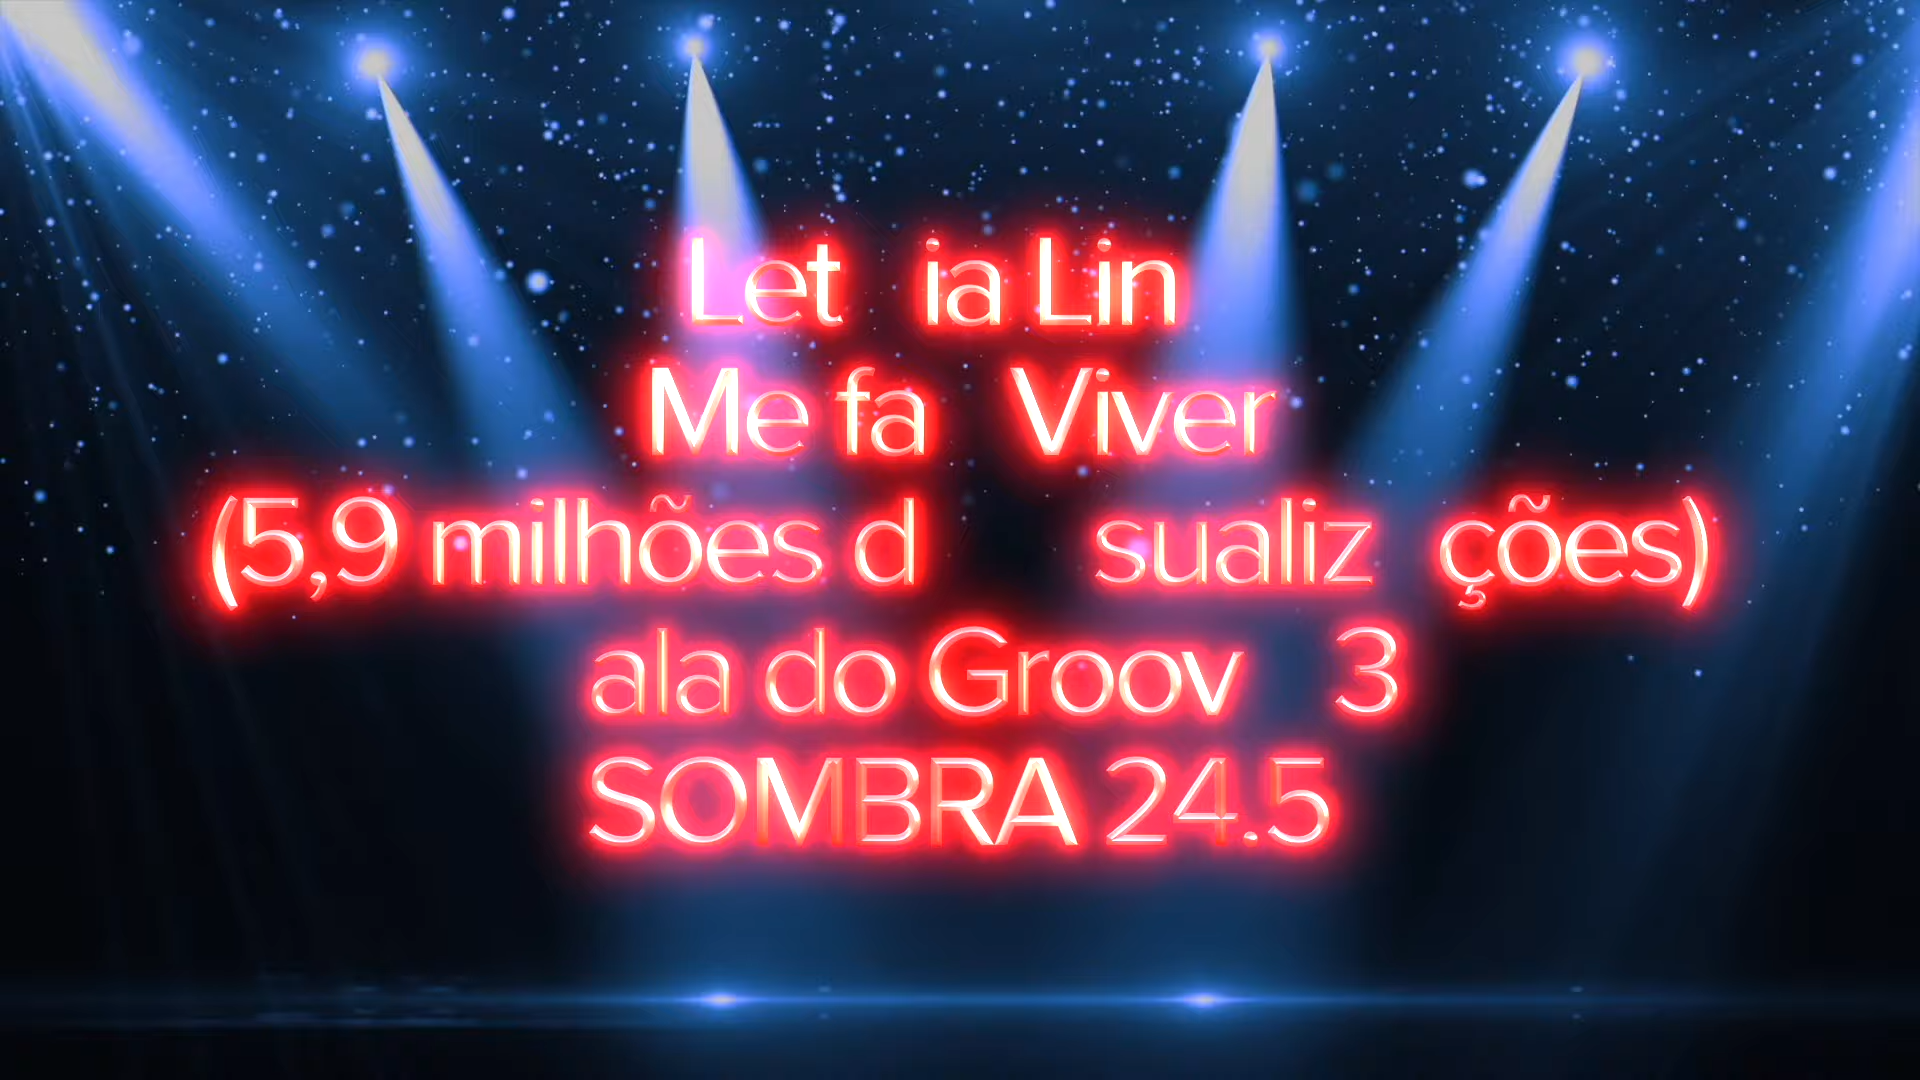 Let ia Lin
Me fa Viver
(5,9 milhões d sualiz ções)
ala do Groov 3
SOMBRA 24.5